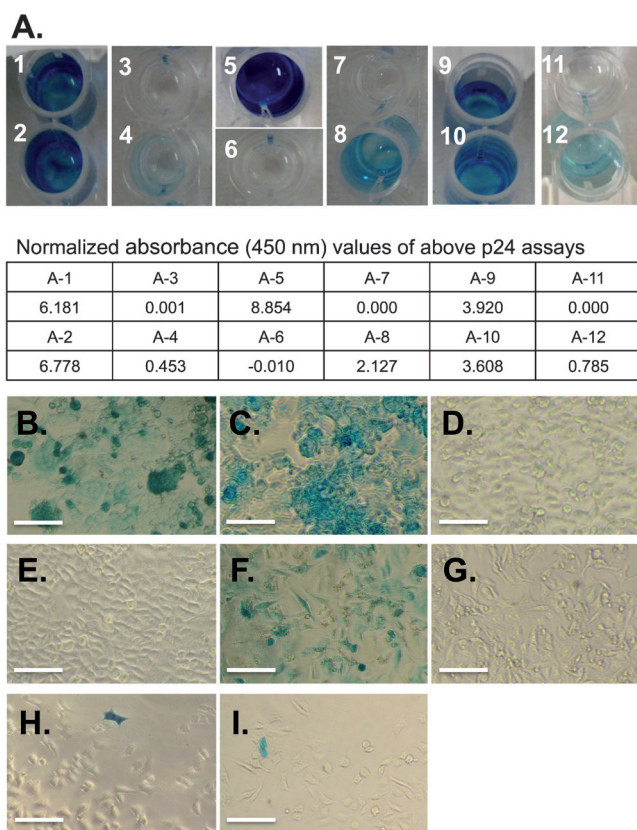 A.
1 3 5 7 9 11
2 4 6 8 10 12
Normalized absorbance (450 nm) values of above p24 assays
A-1 A-3 A-5 A-7 A-9 A-11
6.181 0.001 8.854 0.000 3.920 0.000
A-2 A-4 A-6 A-8 A-10 A-12
6.778 0.453 -0.010 2.127 3.608 0.785
B. C. D.
E. F. G.
H. I.